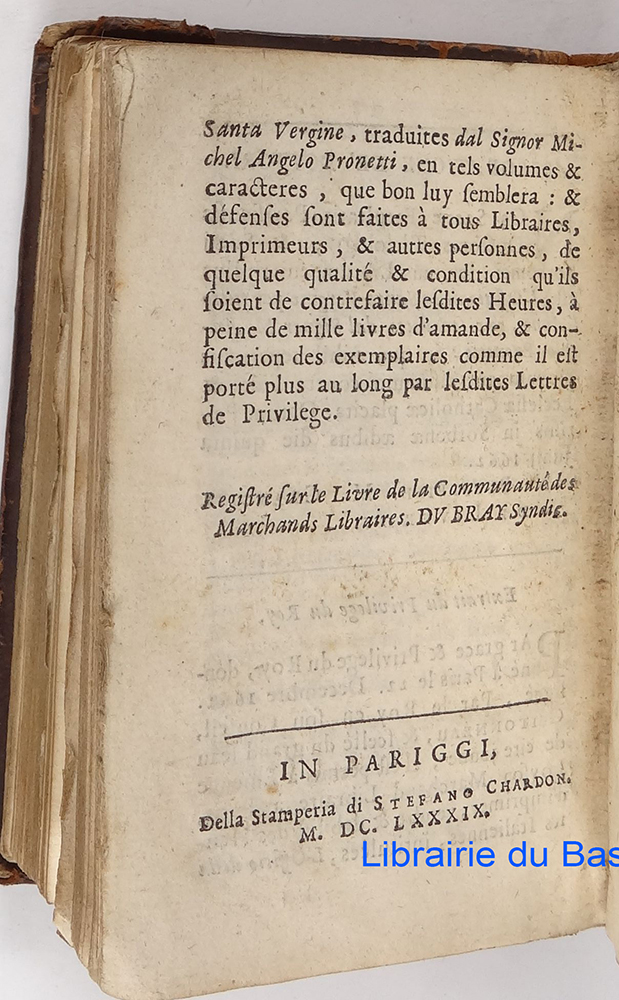 Santa Vergine, traduites dal Signor Mi-
chel Angelo Pronetti, en tels volumes &
caracteres, que bon luy ſemblera : &
défenſes ſont faites à tous Libraires,
Imprimeurs, & autres perſonnes, de
quelque qualité & condition qu'ils
ſoient de contrefaire leſdites Heures, à
peine de mille livres d'amande, & con-
fiſcation des exemplaires comme il eſt
porté plus au long par leſdites Lettres
de Privilege.
Regiſtré ſur le Livre de la Communauté des
Marchands Libraires. DV BRAY Syndic.
IN PARIGGI,
Della Stamperia di STEFANO CHARDON.
M. DC. LXXXIX.
Librairie du Bas